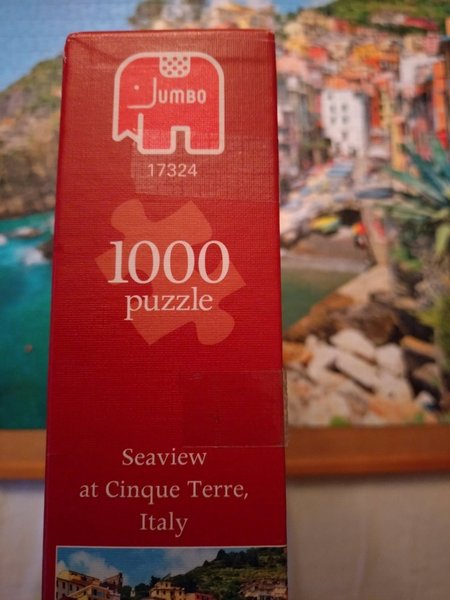 JUMBO
17324
1000
puzzle
Seaview
at Cinque Terre,
Italy